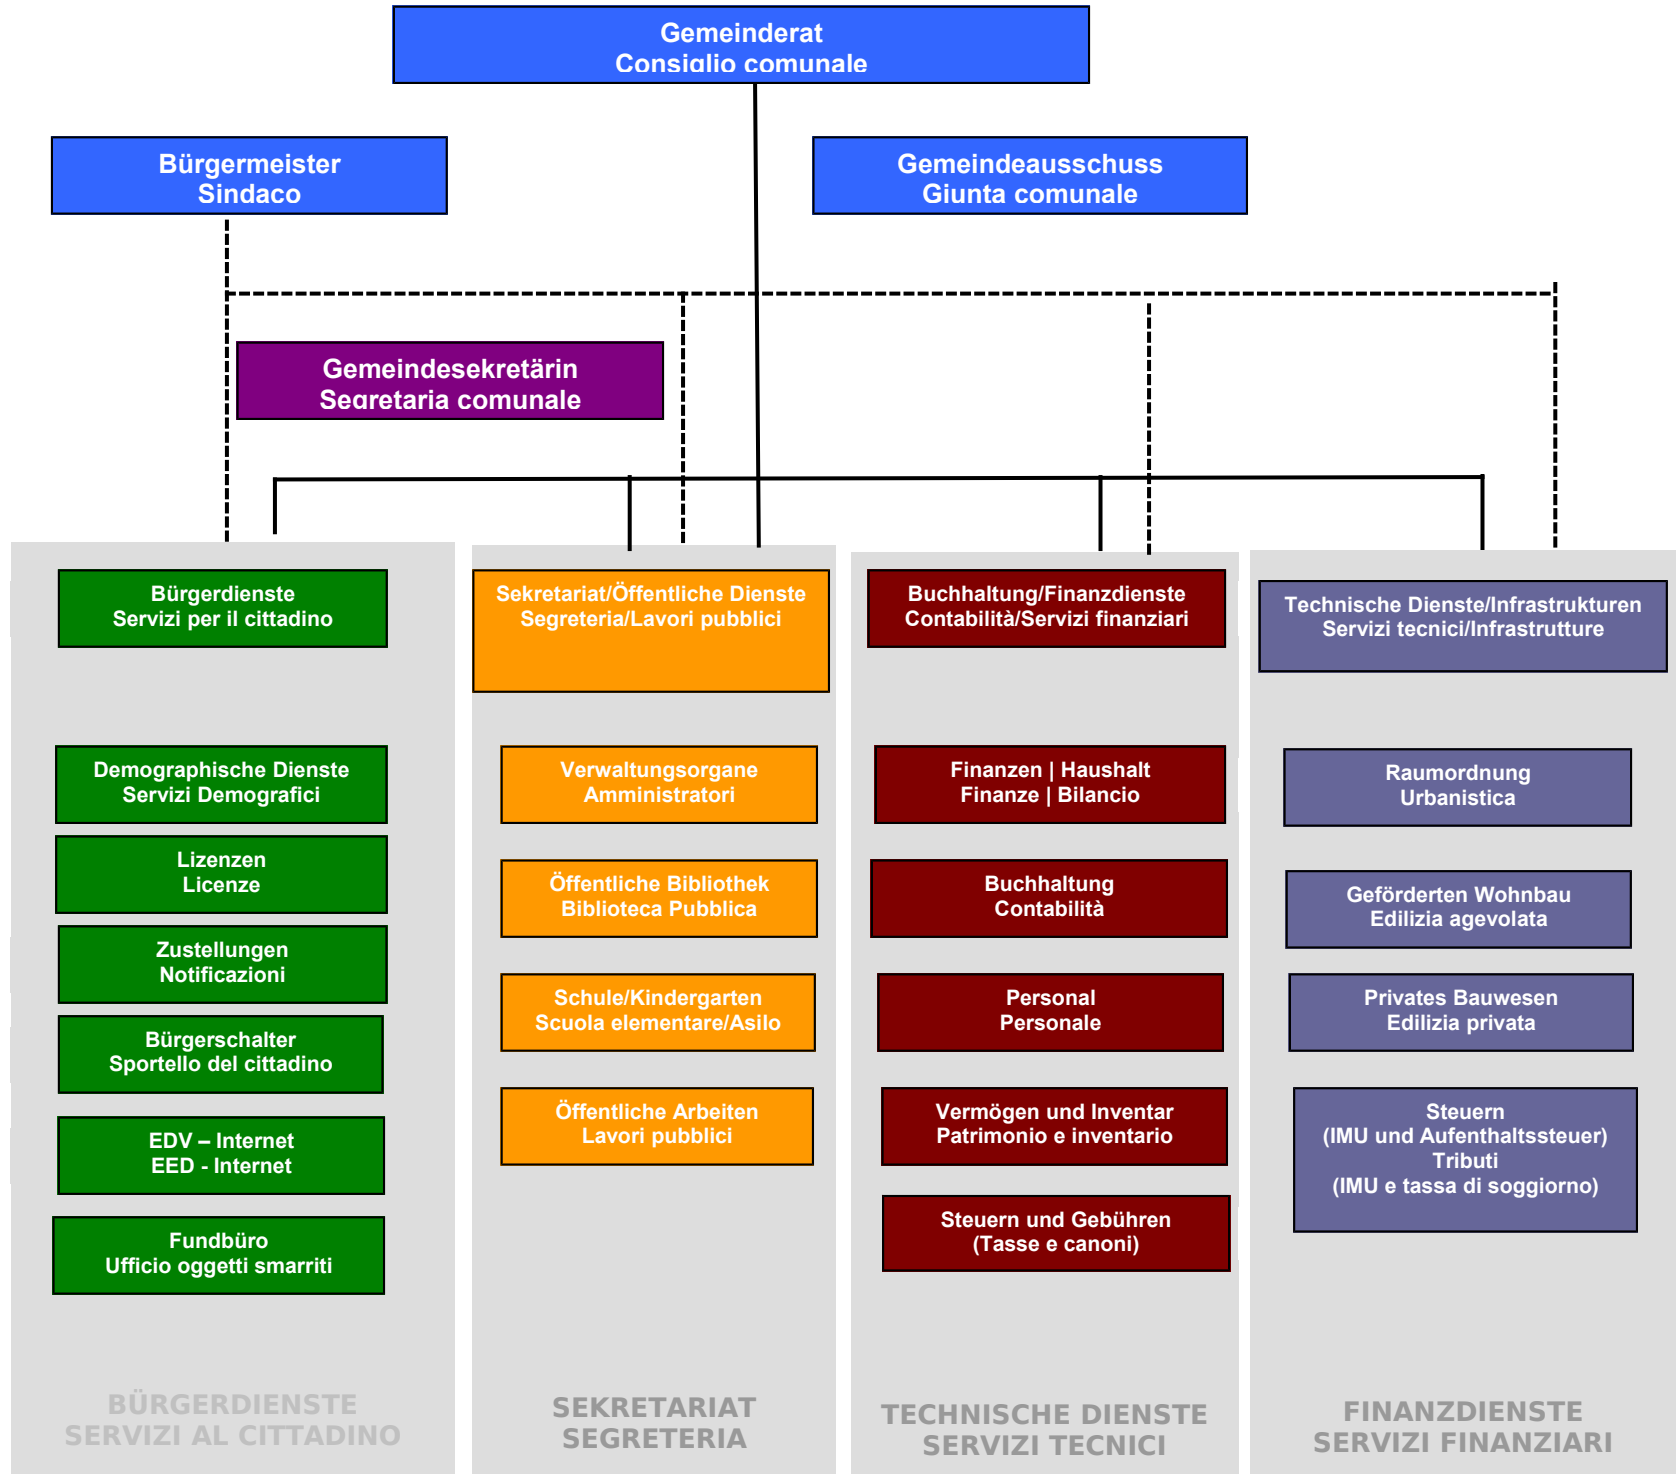 Gemeinderat
Consiglio comunale
Bürgermeister
Sindaco
Gemeindeausschuss
Giunta comunale
Gemeindesekretärin
Segretaria comunale
Bürgerdienste
Servizi per il cittadino
Demographische Dienste
Servizi Demografici
Lizenzen
Licenze
Zustellungen
Notificazioni
Bürgerschalter
Sportello del cittadino
EDV – Internet
EED - Internet
Fundbüro
Ufficio oggetti smarriti
BÜRGERDIENSTE
SERVIZI AL CITTADINO
Sekretariat/Öffentliche Dienste
Segreteria/Lavori pubblici
Verwaltungsorgane
Amministratori
Öffentliche Bibliothek
Biblioteca Pubblica
Schule/Kindergarten
Scuola elementare/Asilo
Öffentliche Arbeiten
Lavori pubblici
SEKRETARIAT
SEGRETERIA
Buchhaltung/Finanzdienste
Contabilità/Servizi finanziari
Finanzen | Haushalt
Finanze | Bilancio
Buchhaltung
Contabilità
Personal
Personale
Vermögen und Inventar
Patrimonio e inventario
Steuern und Gebühren
(Tasse e canoni)
TECHNISCHE DIENSTE
SERVIZI TECNICI
Technische Dienste/Infrastrukturen
Servizi tecnici/Infrastrutture
Raumordnung
Urbanistica
Geförderten Wohnbau
Edilizia agevolata
Privates Bauwesen
Edilizia privata
Steuern
(IMU und Aufenthaltssteuer)
Tributi
(IMU e tassa di soggiorno)
FINANZDIENSTE
SERVIZI FINANZIARI